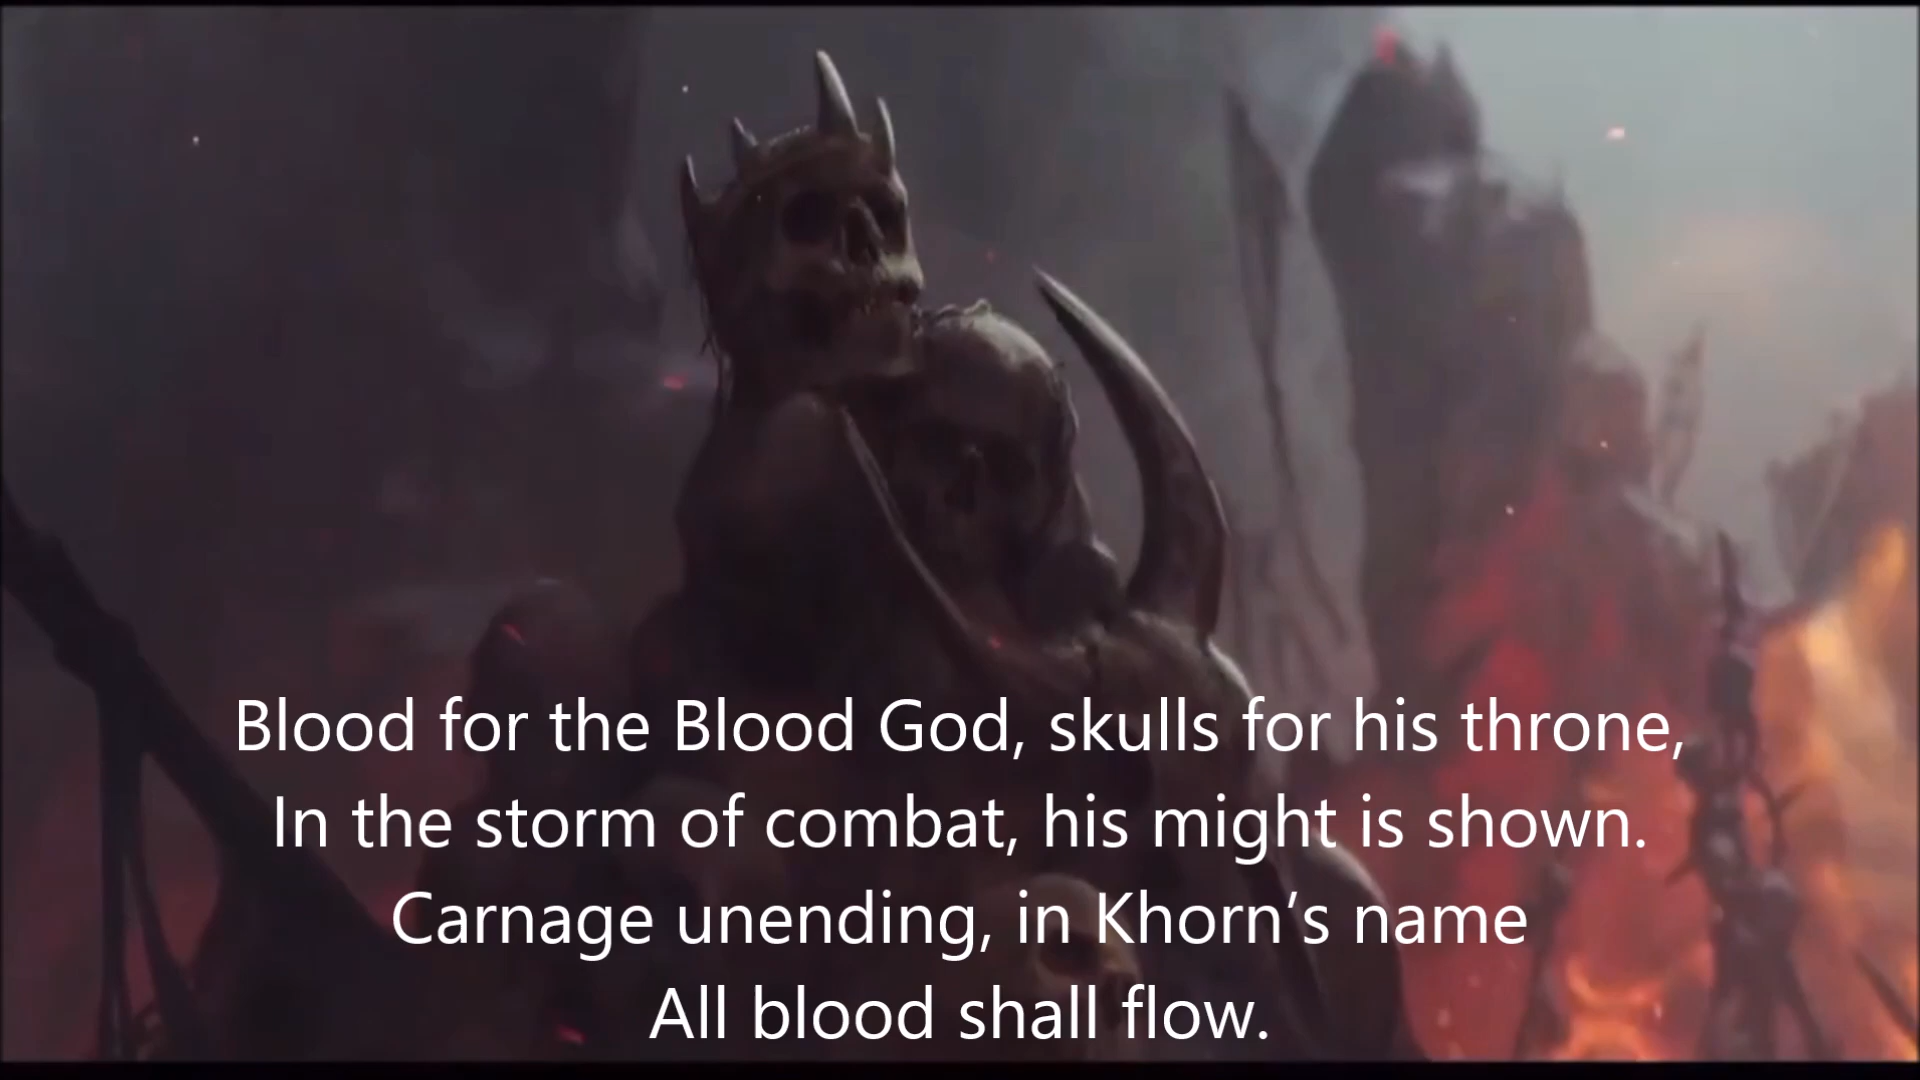 Blood for the Blood God, skulls for his throne,
In the storm of combat, his might is shown.
Carnage unending, in Khorn’s name
All blood shall flow.